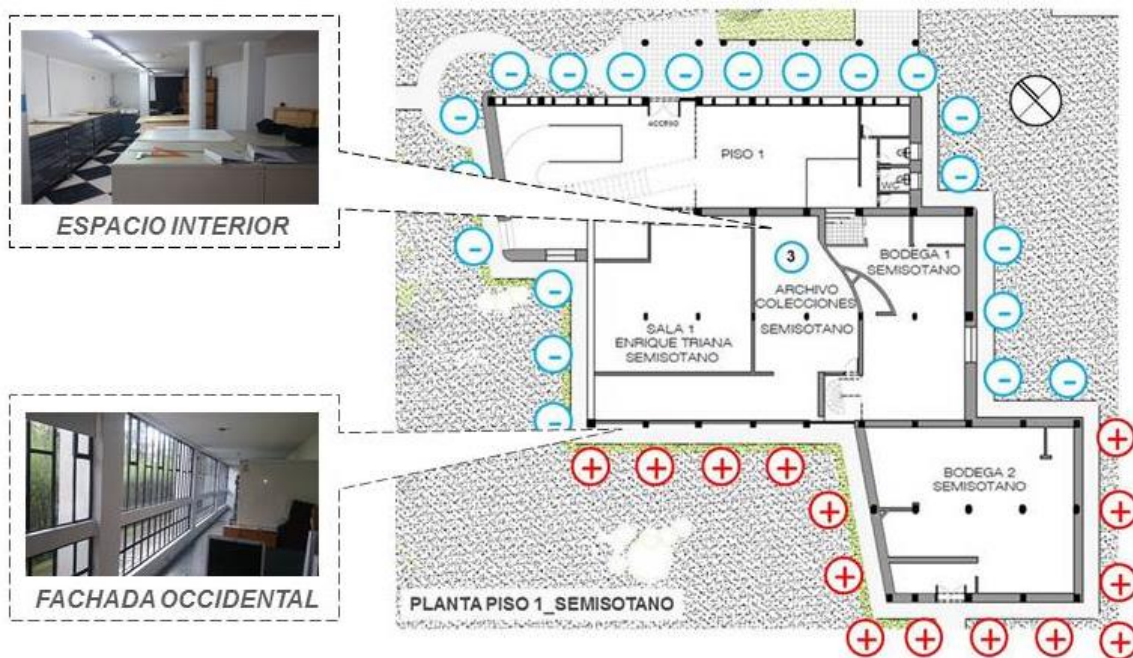 ESPACIO INTERIOR
FACHADA OCCIDENTAL
ACCESO
PISO 1
WC
3
ARCHIVO
COLECCIONES
SEMISOTANO
BODEGA 1
SEMISOTANO
SALA 1
ENRIQUE TRIANA
SEMISOTANO
BODEGA 2
SEMISOTANO
PLANTA PISO 1_SEMISOTANO